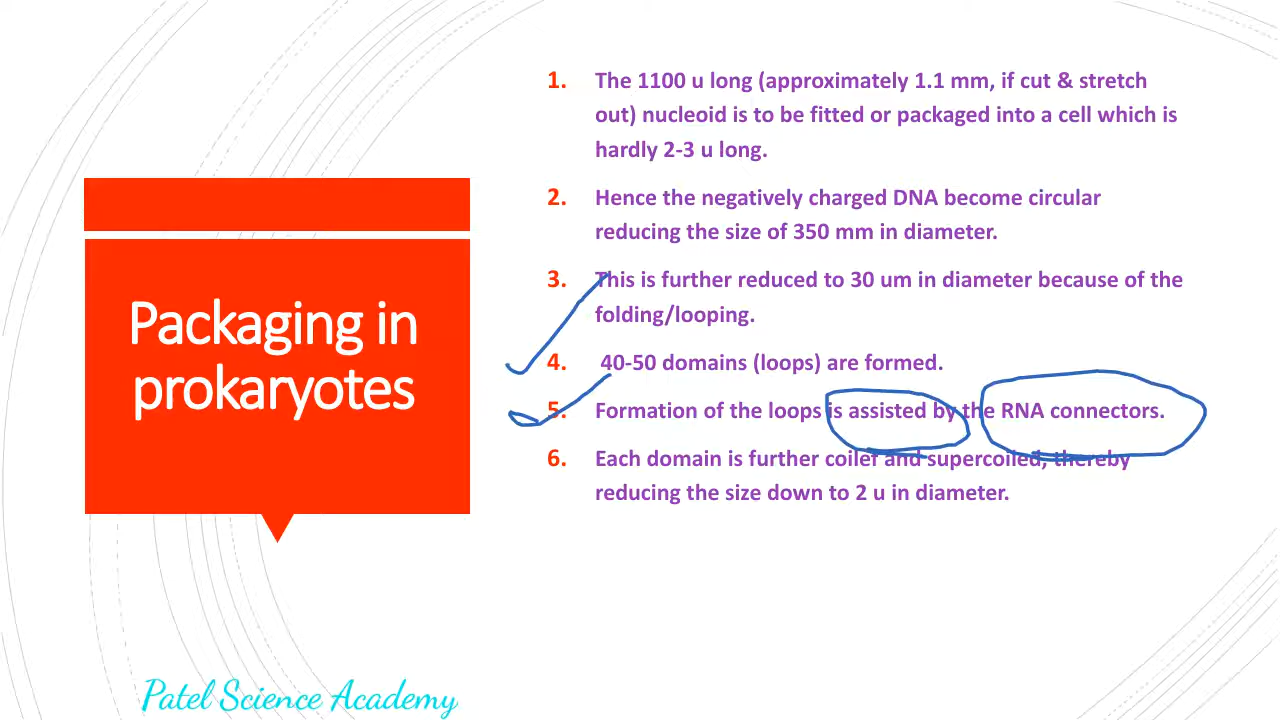 Packaging in
prokaryotes
1. The 1100 u long (approximately 1.1 mm, if cut & stretch
out) nucleoid is to be fitted or packaged into a cell which is
hardly 2-3 u long.
2. Hence the negatively charged DNA become circular
reducing the size of 350 mm in diameter.
3. This is further reduced to 30 um in diameter because of the
folding/looping.
4. 40-50 domains (loops) are formed.
5. Formation of the loops is assisted by the RNA connectors.
6. Each domain is further coilef and supercoiled, thereby
reducing the size down to 2 u in diameter.
Patel Science Academy